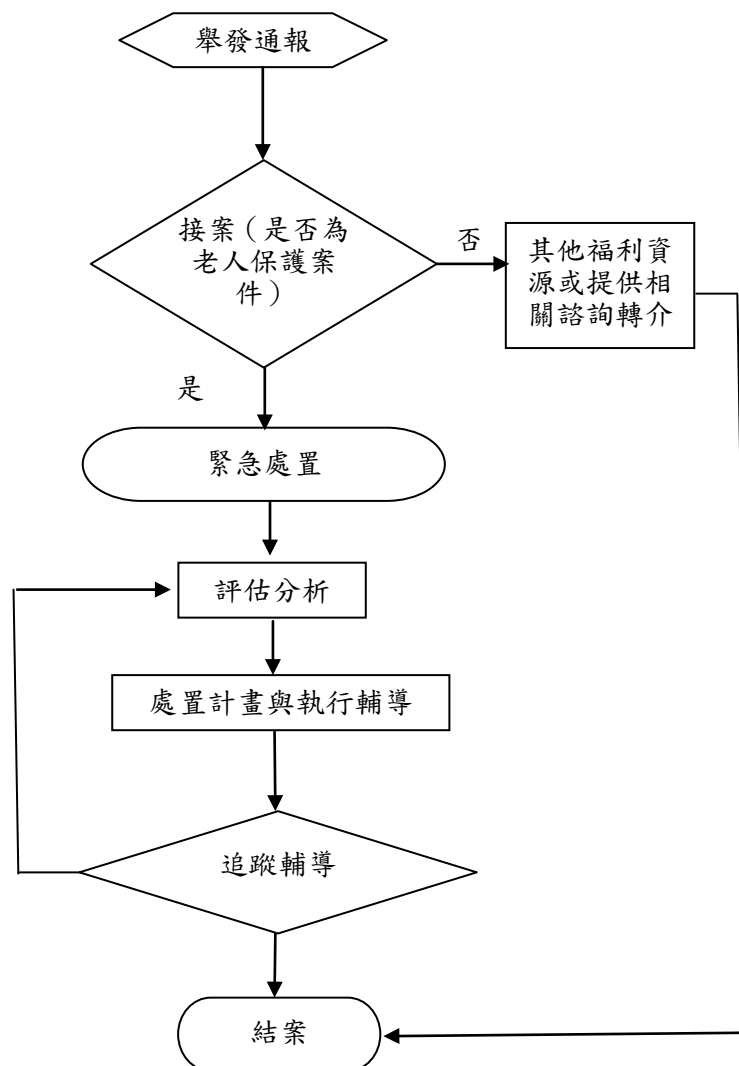 舉發通報
接案（是否為
老人保護案
件）
否
其他福利資
源或提供相
關諮詢轉介
是
緊急處置
評估分析
處置計畫與執行輔導
追蹤輔導
結案